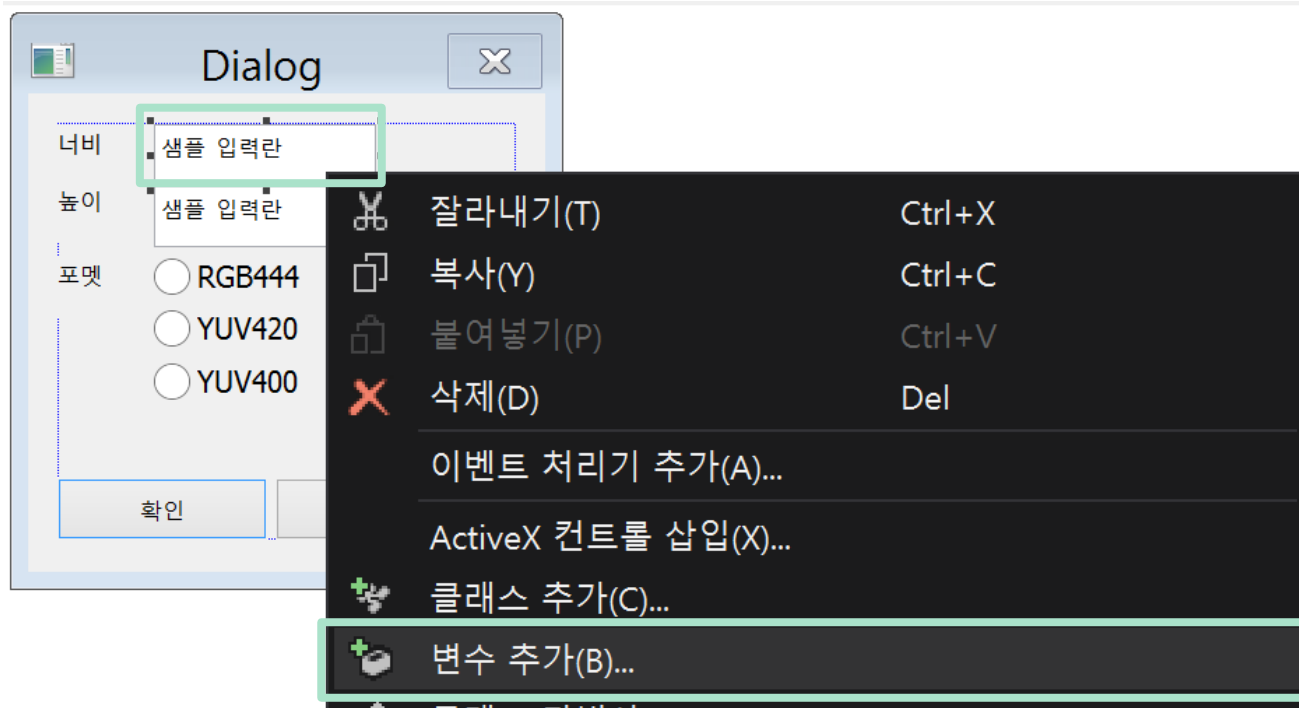 Dialog
너비
샘플 입력란
높이
샘플 입력란
포멧
RGB444
YUV420
YUV400
확인
잘라내기(T) Ctrl+X
복사(Y) Ctrl+C
붙여넣기(P) Ctrl+V
삭제(D) Del
이벤트 처리기 추가(A)...
ActiveX 컨트롤 삽입(X)...
클래스 추가(C)...
변수 추가(B)...